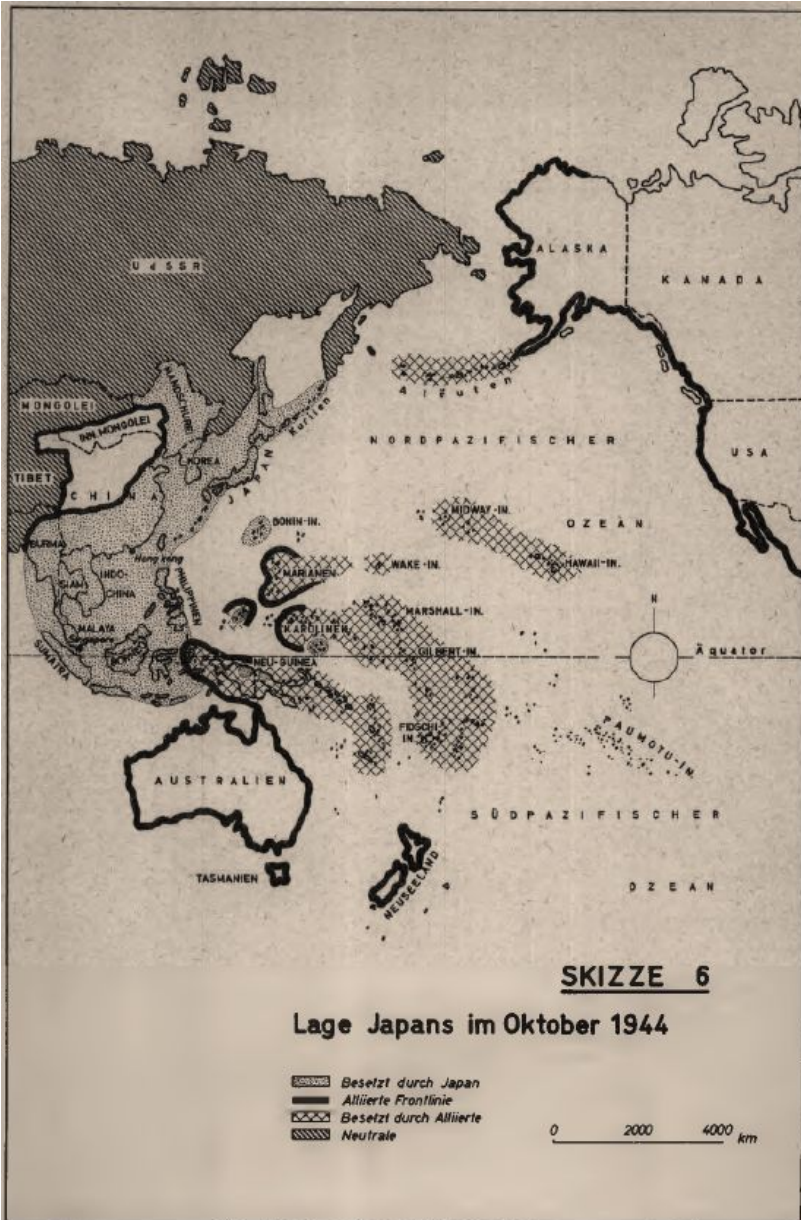 UdSSR
ALASKA
KANADA
MONGOLEI
MANDSCHUREI
INN. MONGOLEI
TIBET
CHINA
KOREA
JAPAN
Kurilen
Alëuten
NORDPAZIFISCHER
OZEAN
USA
BURMA
Hong kong
SIAM
INDO-
CHINA
PHILIPPINEN
MALAYA
Singapore
SUMATRA
BONIN-IN.
MIDWAY-IN.
HAWAII-IN.
MARIANEN
WAKE-IN.
MARSHALL-IN.
KAROLINEN
GILBERT-IN.
N
Äquator
NEU-GUINEA
FIDSCHI-
IN.
PAUMOTU-IN.
AUSTRALIEN
SÜDPAZIFISCHER
OZEAN
TASMANIEN
NEUSEELAND
SKIZZE 6
Lage Japans im Oktober 1944
Besetzt durch Japan
Alliierte Frontlinie
Besetzt durch Alliierte
Neutrale
0 2000 4000 km